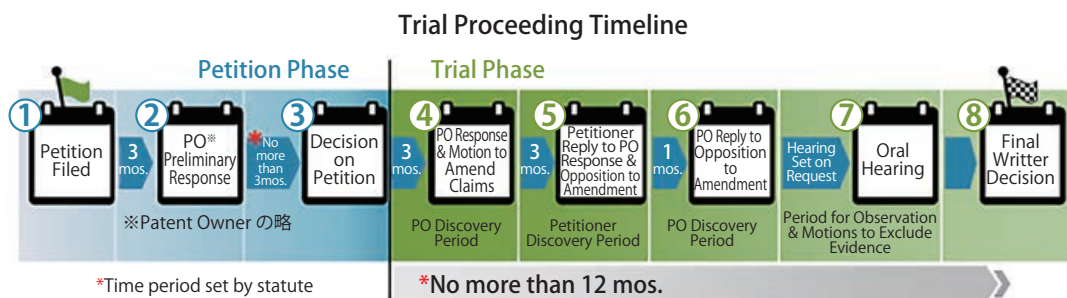 Trial Proceeding Timeline
Petition Phase
Trial Phase
1
Petition
Filed
3
mos.
2
PO※
Preliminary
Response
*No
more
than
3mos.
3
Decision
on
Petition
3
mos.
4
PO Response
& Motion to
Amend
Claims
3
mos.
5
Petitioner
Reply to PO
Response &
Opposition to
Amendment
1
mos.
6
PO Reply to
Opposition
to
Amendment
Hearing
Set on
Request
7
Oral
Hearing
8
Final
Writter
Decision
※Patent Owner の略
PO Discovery
Period
Petitioner
Discovery Period
PO Discovery
Period
Period for Observation
& Motions to Exclude
Evidence
*Time period set by statute
*No more than 12 mos.